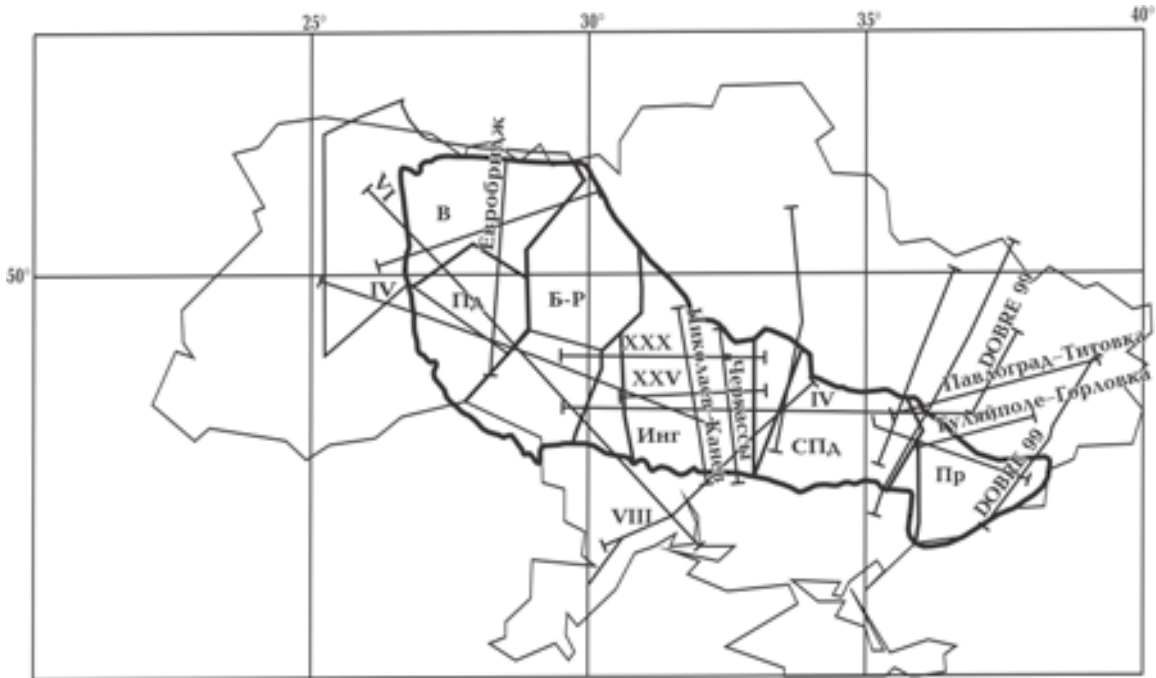 25°
30°
35°
40°
50°
VI
В
Евробридж
IV
Пд
Б-Р
XXX
XXV
Николаев–Канев
Черкассы
Инг
IV
СПд
VIII
DOBRE 99
Павлоград–Титовка
Гуляйполе–Горловка
Пр
DOBRE 99